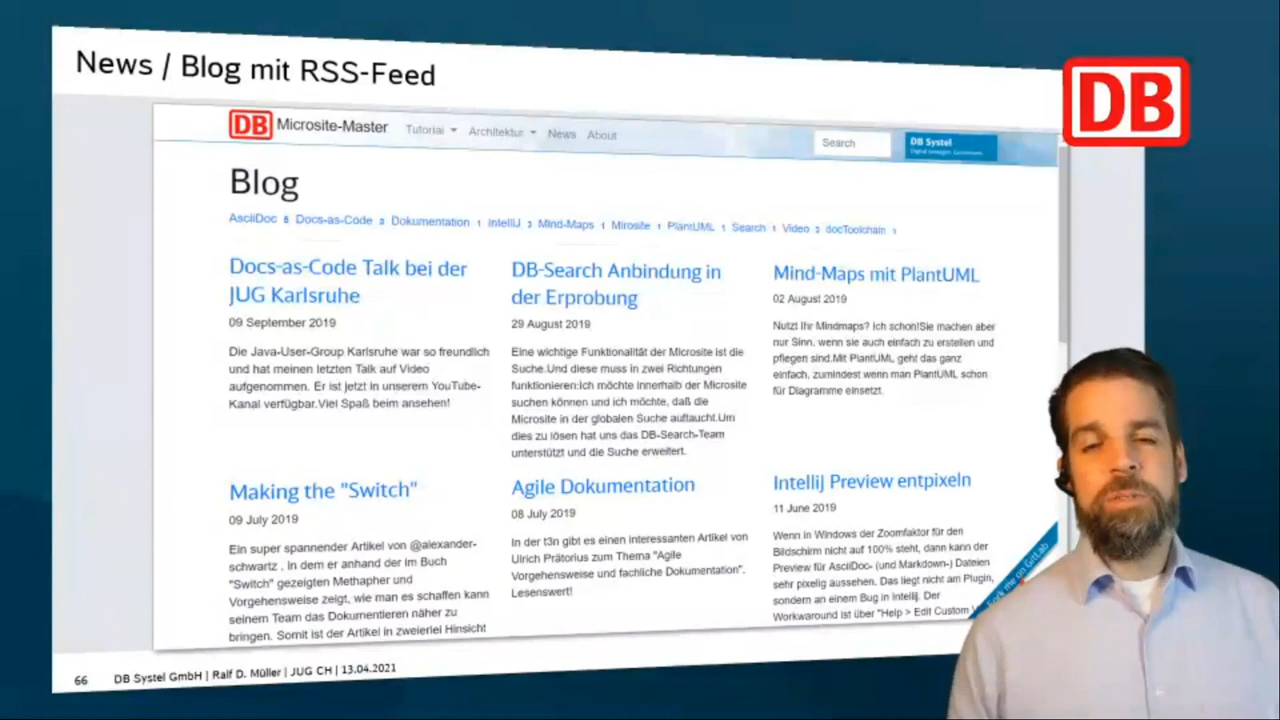 News / Blog mit RSS-Feed
DB
DB Microsite-Master Tutorial Architektur News About Search DB Systel
Blog
AsciiDoc 6 Docs-as-Code 3 Dokumentation 1 IntelliJ 3 Mind-Maps 1 Mirosite 1 PlantUML 1 Search 1 Video 3 docToolchain 1
Docs-as-Code Talk bei der
JUG Karlsruhe
09 September 2019
Die Java-User-Group Karlsruhe war so freundlich
und hat meinen letzten Talk auf Video
aufgenommen. Er ist jetzt in unserem YouTube-
Kanal verfügbar.Viel Spaß beim ansehen!
DB-Search Anbindung in
der Erprobung
29 August 2019
Eine wichtige Funktionalität der Microsite ist die
Suche.Und diese muss in zwei Richtungen
funktionieren:Ich möchte innerhalb der Microsite
suchen können und ich möchte, daß die
Microsite in der globalen Suche auftaucht.Um
dies zu lösen hat uns das DB-Search-Team
unterstützt und die Suche erweitert.
Mind-Maps mit PlantUML
02 August 2019
Nutzt Ihr Mindmaps? Ich schon!Sie machen aber
nur Sinn, wenn sie auch einfach zu erstellen und
pflegen sind.Mit PlantUML geht das ganz
einfach, zumindest wenn man PlantUML schon
für Diagramme einsetzt.
Making the "Switch"
09 July 2019
Ein super spannender Artikel von @alexander-
schwartz , in dem er anhand der im Buch
"Switch" gezeigten Methapher und
Vorgehensweise zeigt, wie man es schaffen kann
seinem Team das Dokumentieren näher zu
bringen. Somit ist der Artikel in zweierlei Hinsicht
Agile Dokumentation
08 July 2019
In der t3n gibt es einen interessanten Artikel von
Ulrich Prätorius zum Thema "Agile
Vorgehensweise und fachliche Dokumentation".
Lesenswert!
IntelliJ Preview entpixeln
11 June 2019
Wenn in Windows der Zoomfaktor für den
Bildschirm nicht auf 100% steht, dann kann der
Preview für AsciiDoc- (und Markdown-) Dateien
sehr pixelig aussehen. Das liegt nicht am Plugin,
sondern an einem Bug in Intellij. Der
Workaround ist über "Help > Edit Custom
Fork me on GitLab
66 DB Systel GmbH | Ralf D. Müller | JUG CH | 13.04.2021